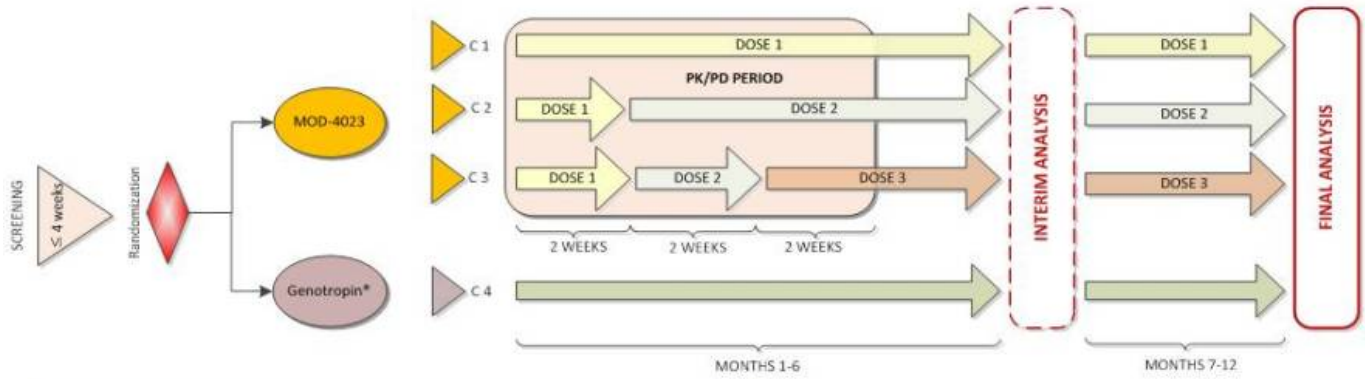 SCREENING
≤ 4 weeks
Randomization
MOD-4023
Genotropin®
C 1
DOSE 1
PK/PD PERIOD
C 2
DOSE 1
DOSE 2
C 3
DOSE 1
DOSE 2
DOSE 3
2 WEEKS
2 WEEKS
2 WEEKS
C 4
MONTHS 1-6
INTERIM ANALYSIS
DOSE 1
DOSE 2
DOSE 3
MONTHS 7-12
FINAL ANALYSIS